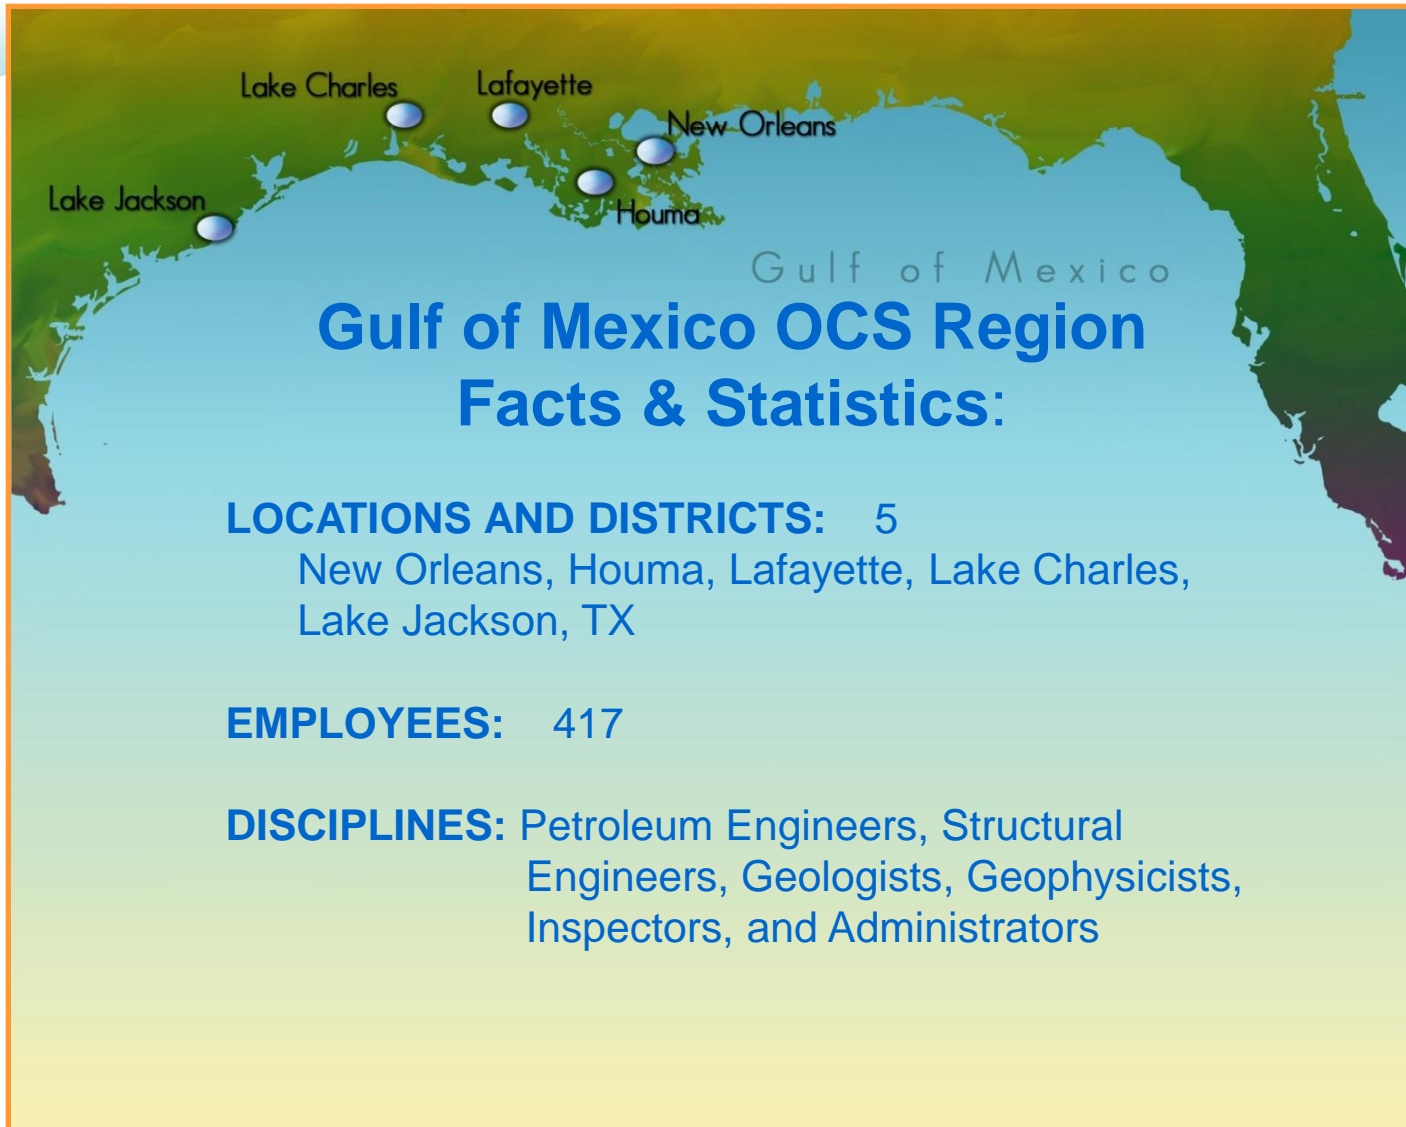 Lake Charles
Lafayette
New Orleans
Lake Jackson
Houma
Gulf of Mexico
Gulf of Mexico OCS Region
Facts & Statistics:
LOCATIONS AND DISTRICTS: 5
New Orleans, Houma, Lafayette, Lake Charles,
Lake Jackson, TX
EMPLOYEES: 417
DISCIPLINES: Petroleum Engineers, Structural
Engineers, Geologists, Geophysicists,
Inspectors, and Administrators